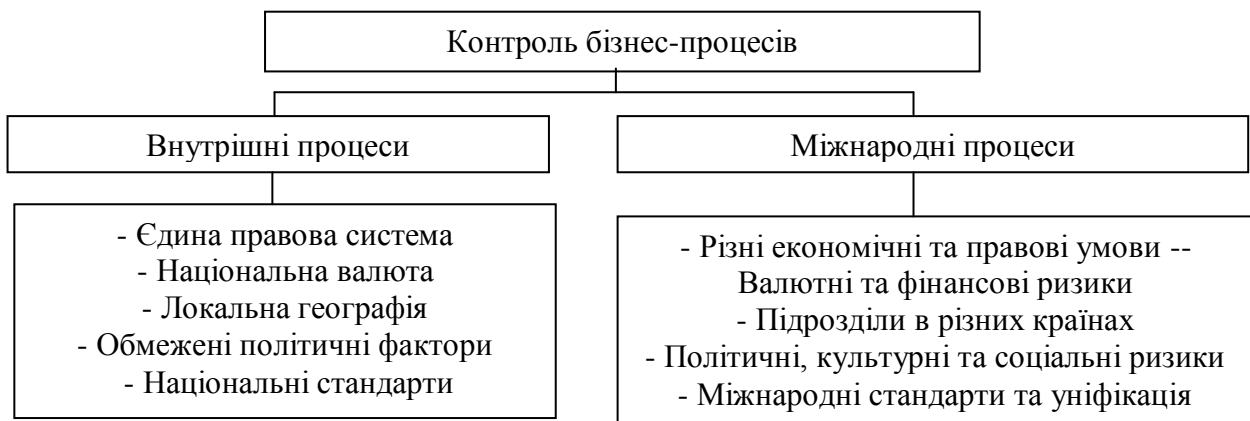 Контроль бізнес-процесів
Внутрішні процеси
Міжнародні процеси
- Єдина правова система
- Національна валюта
- Локальна географія
- Обмежені політичні фактори
- Національні стандарти
- Різні економічні та правові умови --
Валютні та фінансові ризики
- Підрозділи в різних країнах
- Політичні, культурні та соціальні ризики
- Міжнародні стандарти та уніфікація